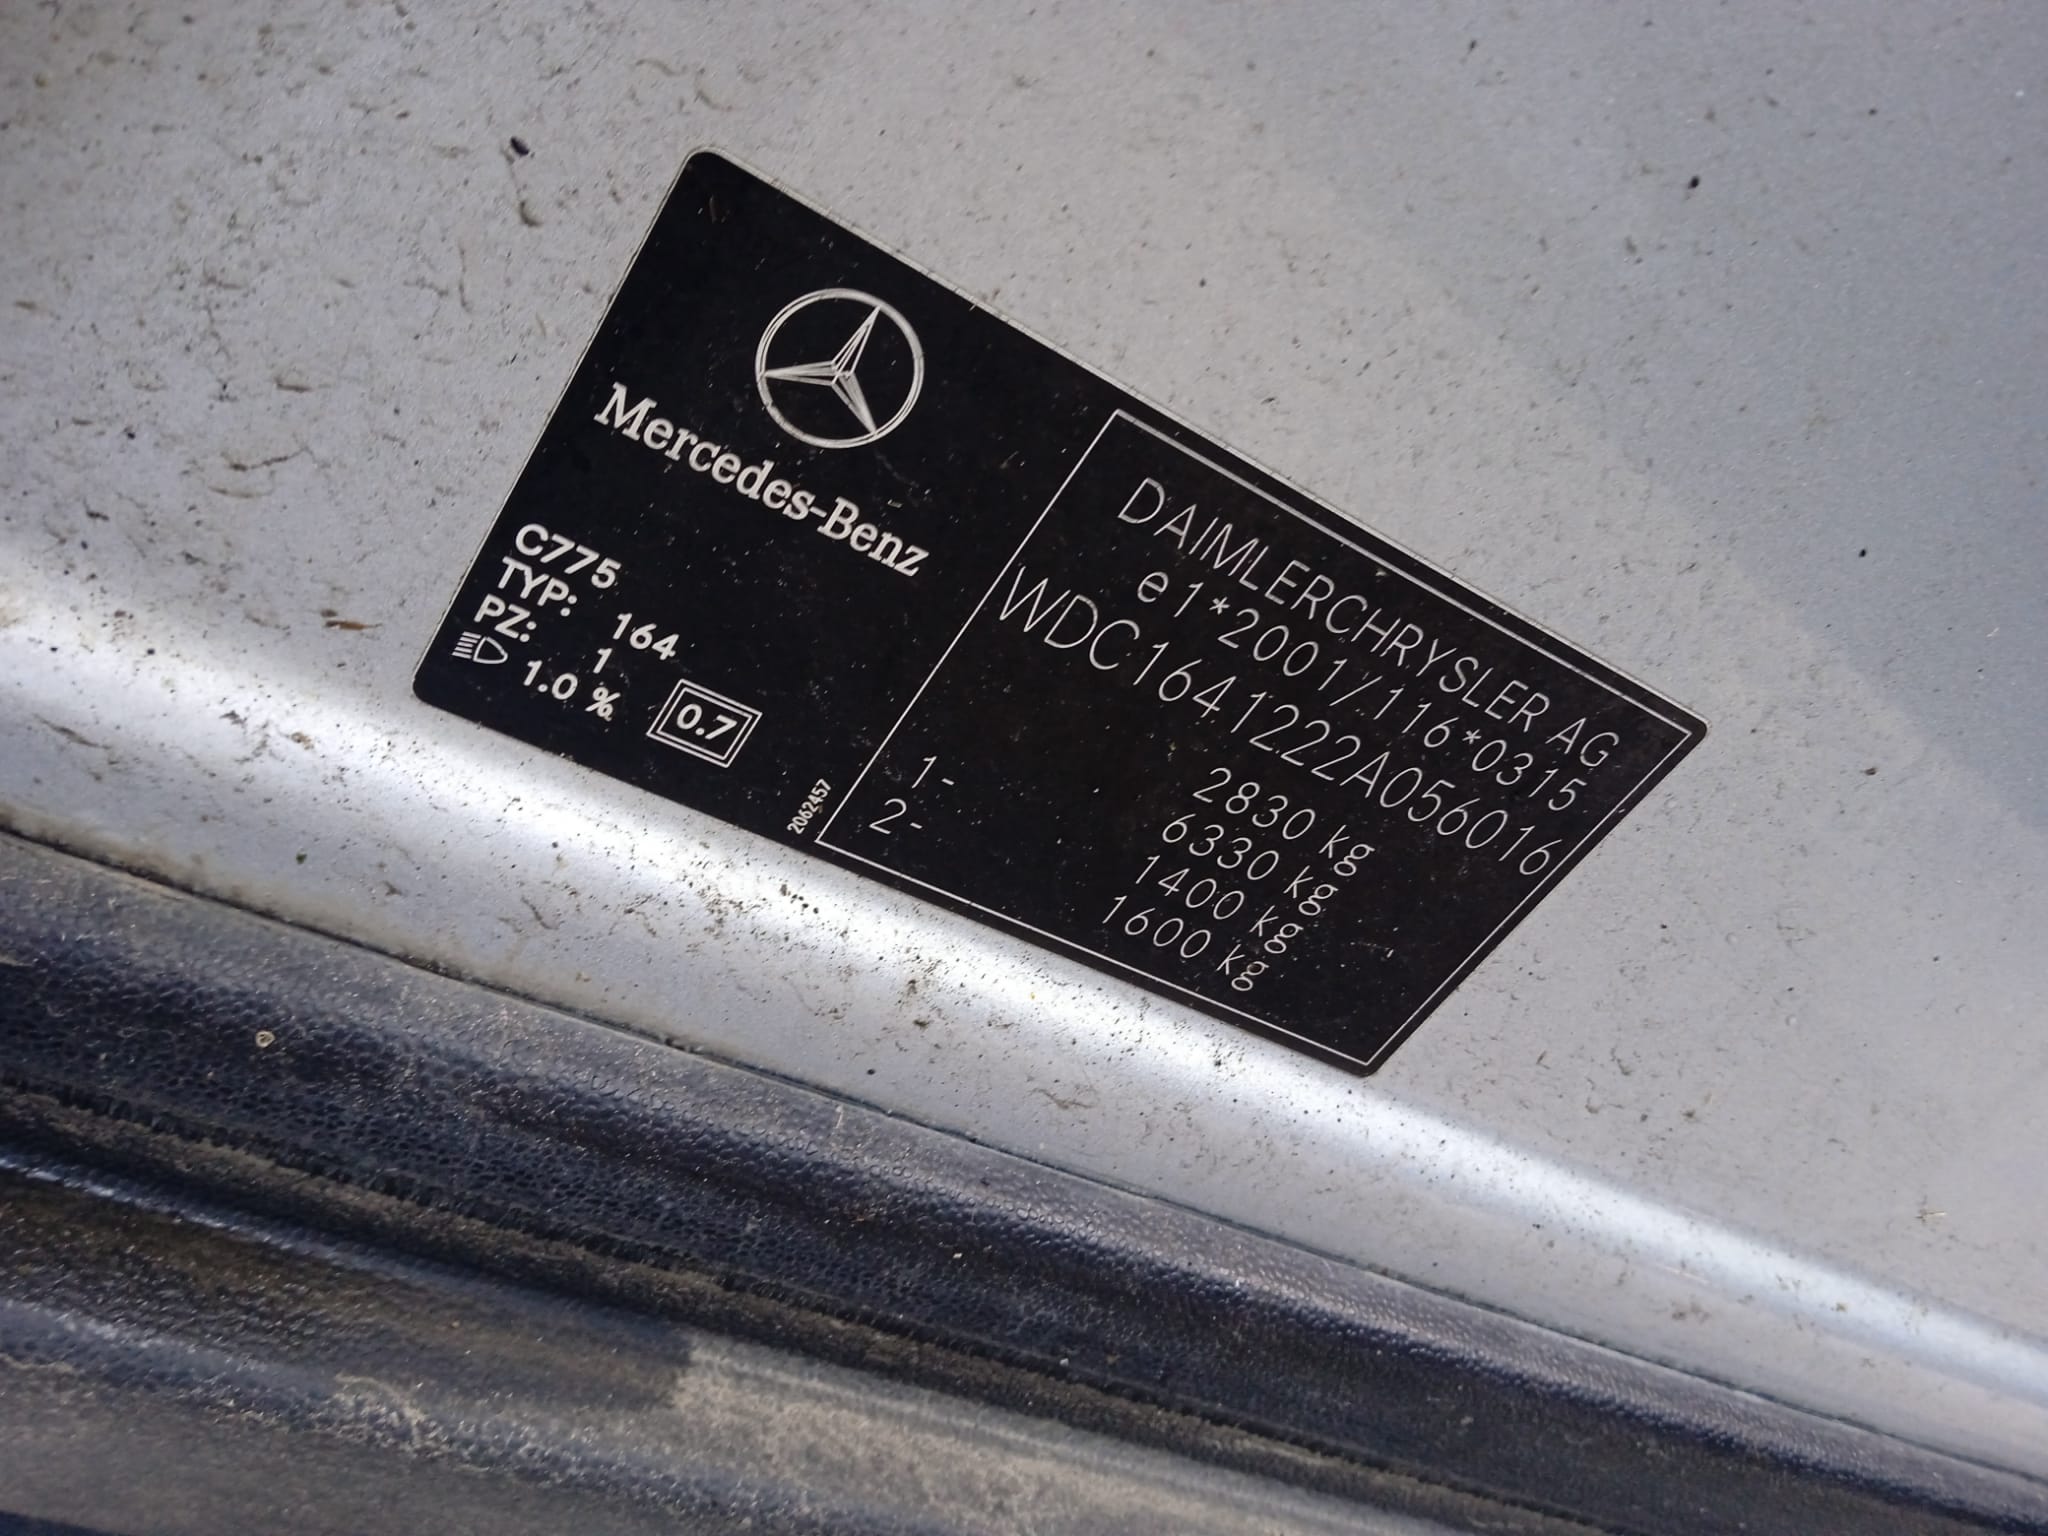 Mercedes-Benz
C775
TYP: 164
PZ: 1
1.0 %
0.7
2062457
DAIMLERCHRYSLER AG
e1*2001/116*0315
WDC1641222A056016
2830 kg
6330 kg
1- 1400 kg
2- 1600 kg